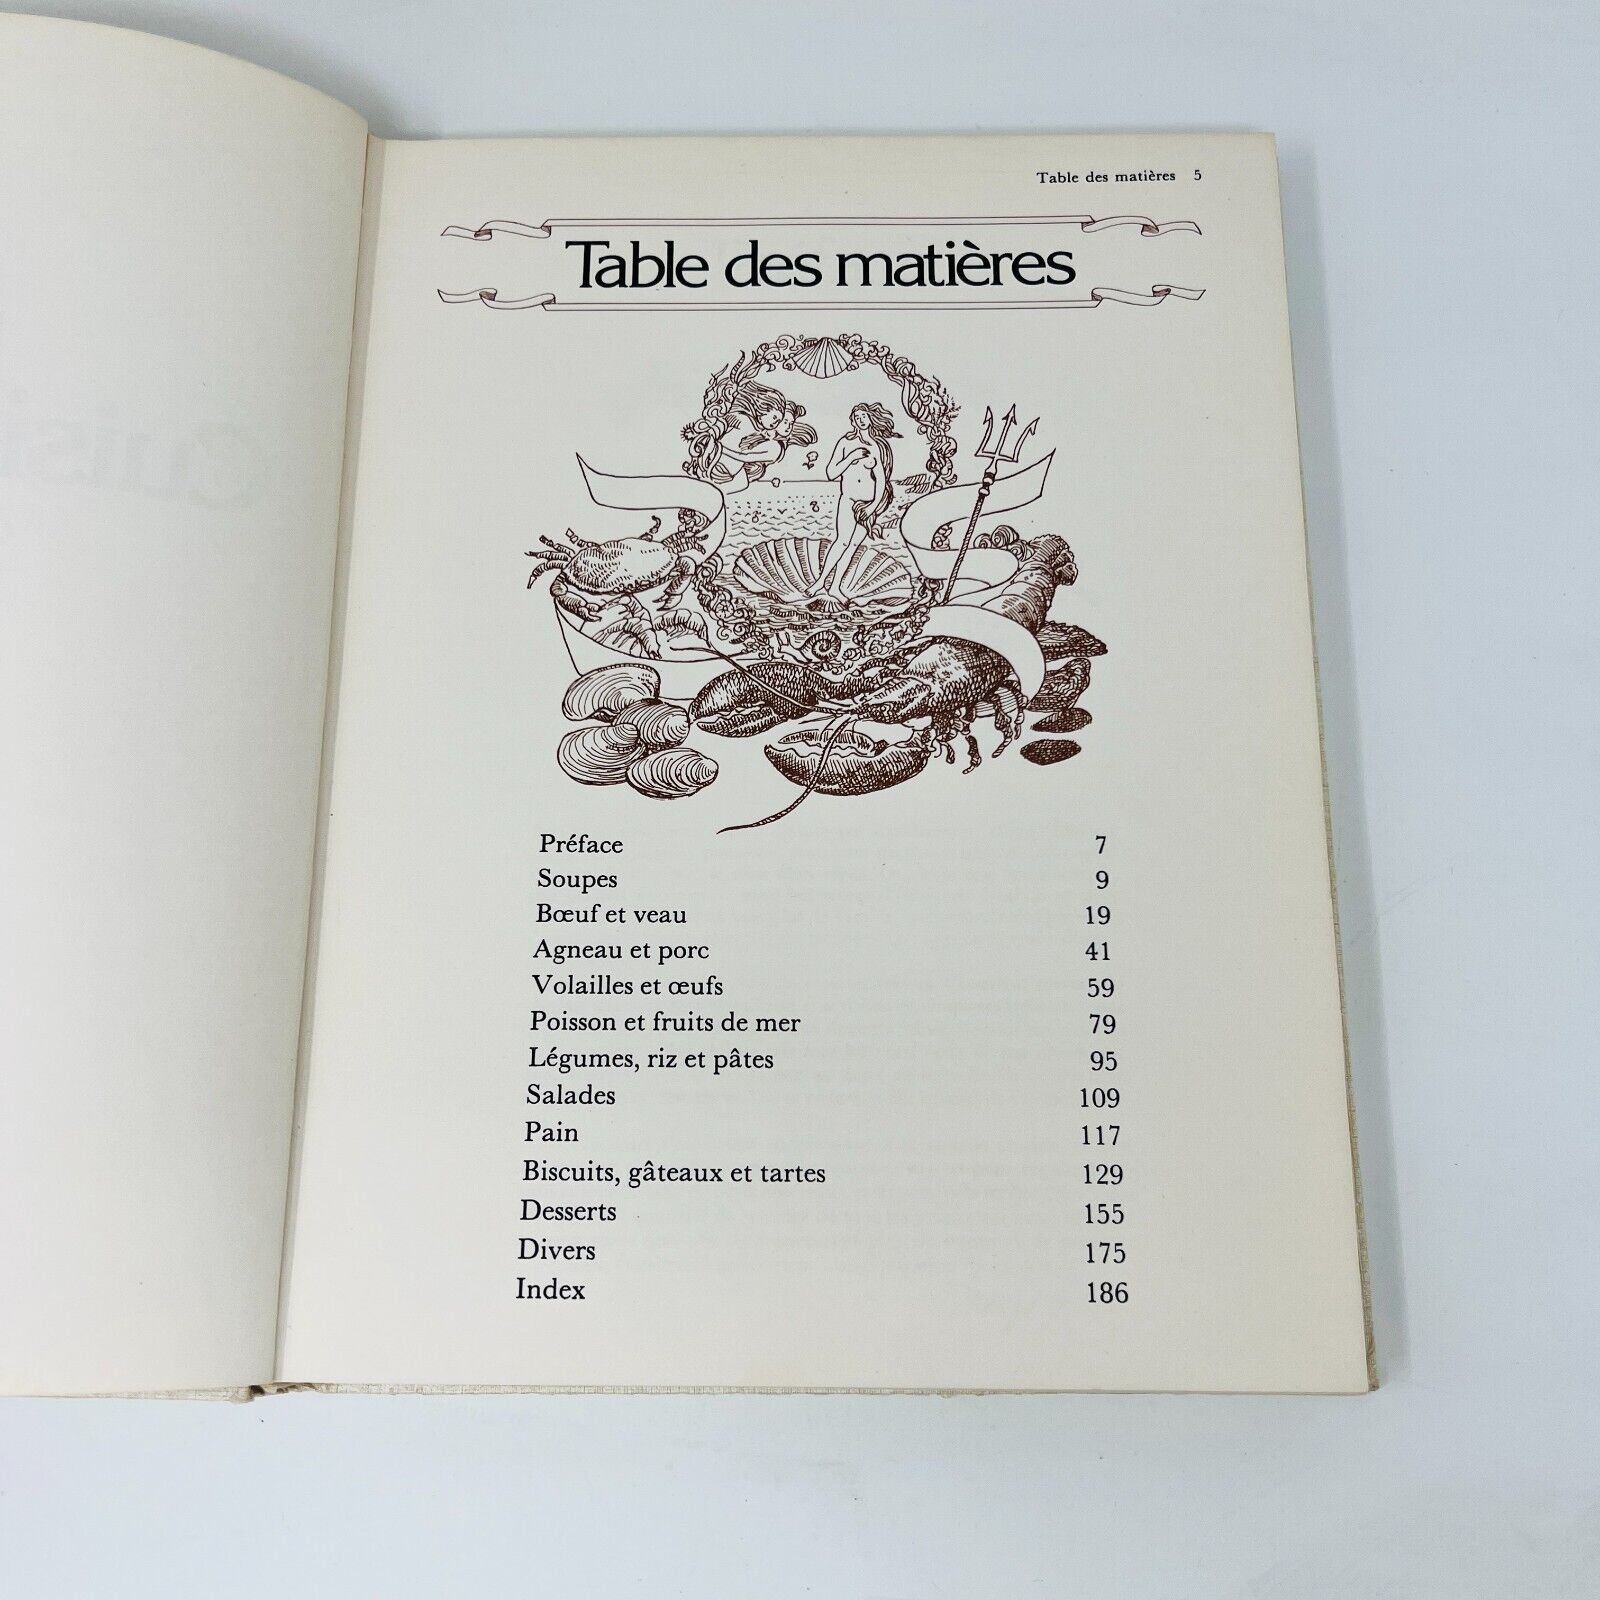 Table des matières 5
Table des matières
Préface 7
Soupes 9
Bœuf et veau 19
Agneau et porc 41
Volailles et œufs 59
Poisson et fruits de mer 79
Légumes, riz et pâtes 95
Salades 109
Pain 117
Biscuits, gâteaux et tartes 129
Desserts 155
Divers 175
Index 186